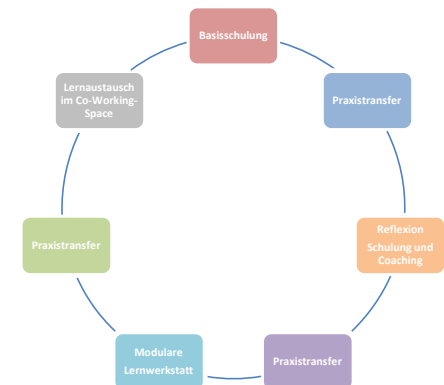 Basisschulung
Praxistransfer
Reflexion
Schulung und
Coaching
Praxistransfer
Modulare
Lernwerkstatt
Praxistransfer
Lernaustausch
im Co-Working-
Space